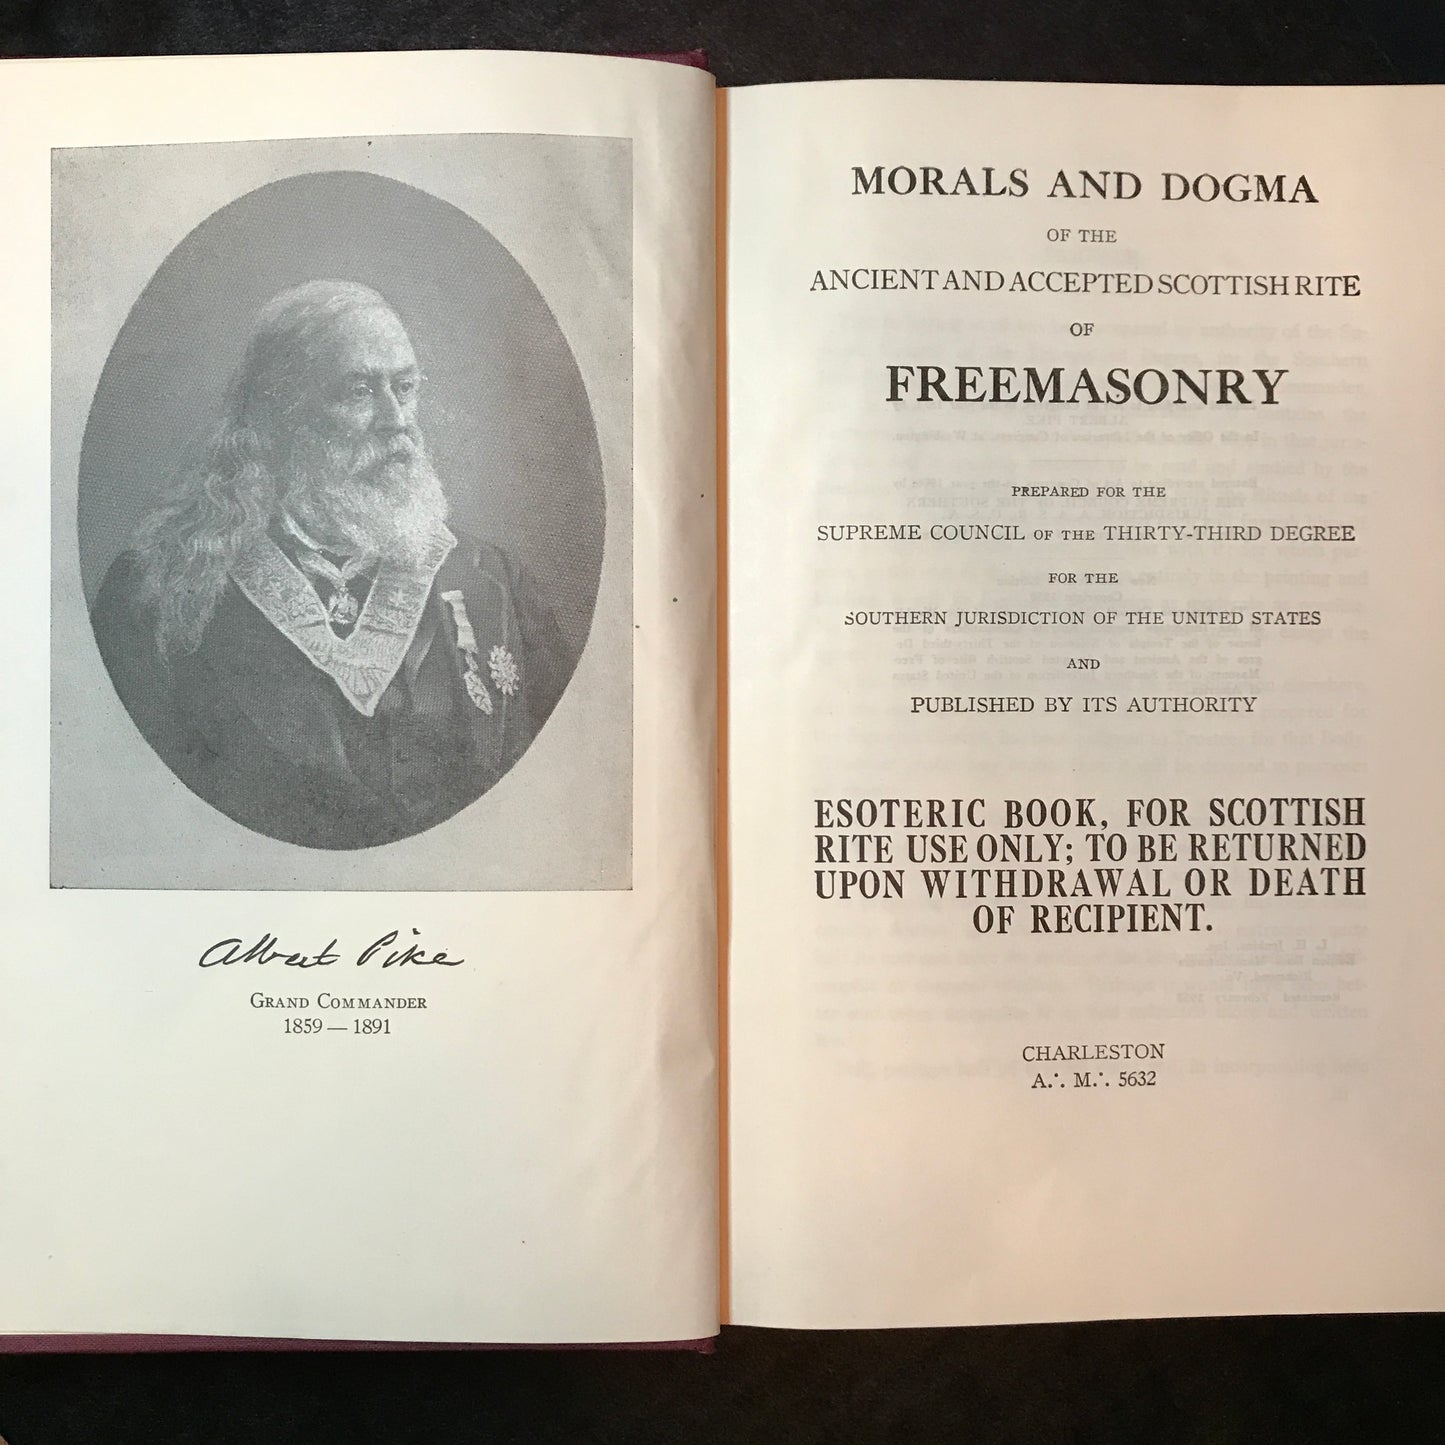 Albert Pike
GRAND COMMANDER
1859 — 1891
MORALS AND DOGMA
OF THE
ANCIENT AND ACCEPTED SCOTTISH RITE
OF
FREEMASONRY
PREPARED FOR THE
SUPREME COUNCIL OF THE THIRTY-THIRD DEGREE
FOR THE
SOUTHERN JURISDICTION OF THE UNITED STATES
AND
PUBLISHED BY ITS AUTHORITY
ESOTERIC BOOK, FOR SCOTTISH
RITE USE ONLY; TO BE RETURNED
UPON WITHDRAWAL OR DEATH
OF RECIPIENT.
CHARLESTON
A∴ M∴ 5632